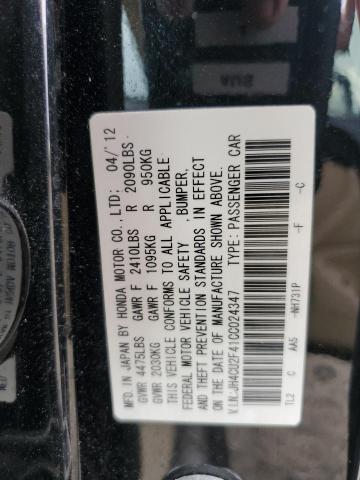 MFD. IN JAPAN BY HONDA MOTOR CO., LTD: 04/'12
GVWR 4475LBS GAWR F 2410LBS R 2090LBS
GVWR 2030KG GAWR F 1095KG R 950KG
THIS VEHICLE CONFORMS TO ALL APPLICABLE
FEDERAL MOTOR VEHICLE SAFETY ,BUMPER,
AND THEFT PREVENTION STANDARDS IN EFFECT
ON THE DATE OF MANUFACTURE SHOWN ABOVE.
V.I.N.:JH4CU2F41CC024347 TYPE: PASSENGER CAR
TL2 C AA5 -NH731P -F -C